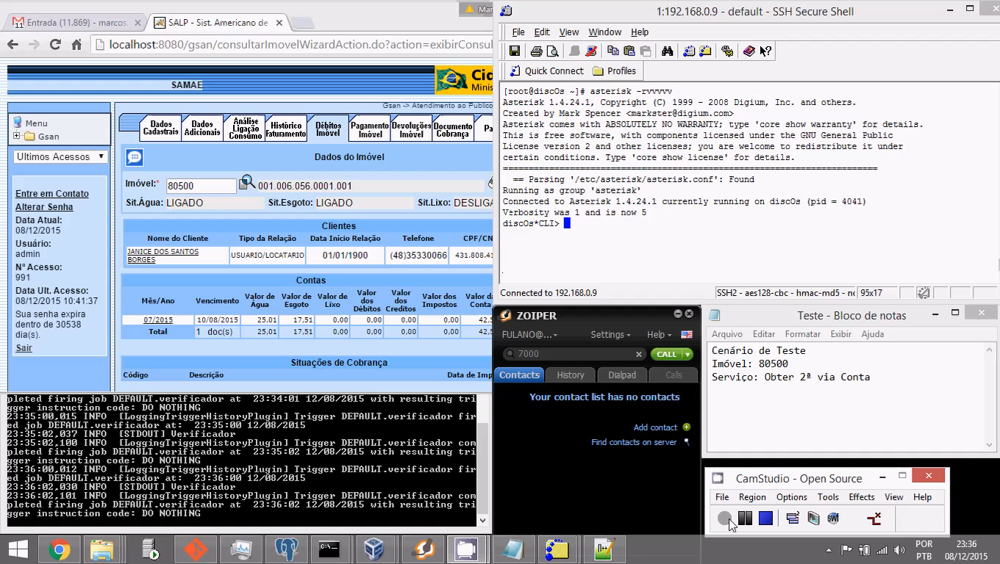 Entrada (11.869) - marcos.
SALP - Sist. Americano de
localhost:8080/gsan/consultarImovelWizardAction.do?action=exibirConsul
SAMAE
Gsan -> Atendimento ao Publico
Menu
Gsan
Ultimos Acessos
Entre em Contato
Alterar Senha
Data Atual:
08/12/2015
Usuário:
admin
Nº Acesso:
991
Data Ult. Acesso:
08/12/2015 10:41:37
Sua senha expira
dentro de 30538
dia(s).
Sair
Dados Cadastrais
Dados Adicionais
Análise Ligação Consumo
Histórico Faturamento
Débitos Imóvel
Pagamento Imóvel
Devoluções Imóvel
Documento Cobrança
Dados do Imóvel
Imóvel:* 80500 001.006.056.0001.001
Sit.Água: LIGADO Sit.Esgoto: LIGADO Sit.Lixo: DESLIGA
Clientes
Nome do Cliente Tipo da Relação Data Início Relação Telefone CPF/CN
JANICE DOS SANTOS BORGES USUARIO/LOCATARIO 01/01/1900 (48)35330066 431.808.41
Contas
Mês/Ano Vencimento Valor de Água Valor de Esgoto Valor de Lixo Valor dos Débitos Valor dos Creditos Valor dos Impostos Valor da Conta
07/2015 10/08/2015 25,01 17,51 0,00 0,00 0,00 0,00 42,5
Total 1 doc(s) 25,01 17,51 0,00 0,00 0,00 0,00 42,5
Situações de Cobrança
Código Descrição Data de Imp
pleted firing job DEFAULT.verificador at  23:34:01 12/08/2015 with resulting tri
gger instruction code: DO NOTHING
23:35:00,015 INFO  [LoggingTriggerHistoryPlugin] Trigger DEFAULT.verificador fir
ed job DEFAULT.verificador at:  23:35:00 12/08/2015
23:35:02,037 INFO  [STDOUT] Verificador
23:35:02,100 INFO  [LoggingTriggerHistoryPlugin] Trigger DEFAULT.verificador com
pleted firing job DEFAULT.verificador at  23:35:02 12/08/2015 with resulting tri
gger instruction code: DO NOTHING
23:36:00,012 INFO  [LoggingTriggerHistoryPlugin] Trigger DEFAULT.verificador fir
ed job DEFAULT.verificador at:  23:36:00 12/08/2015
23:36:02,030 INFO  [STDOUT] Verificador
23:36:02,101 INFO  [LoggingTriggerHistoryPlugin] Trigger DEFAULT.verificador com
pleted firing job DEFAULT.verificador at  23:36:02 12/08/2015 with resulting tri
gger instruction code: DO NOTHING
1:192.168.0.9 - default - SSH Secure Shell
File Edit View Window Help
Quick Connect Profiles
[root@discOs ~]# asterisk -rvvvvv
Asterisk 1.4.24.1, Copyright (C) 1999 - 2008 Digium, Inc. and others.
Created by Mark Spencer <markster@digium.com>
Asterisk comes with ABSOLUTELY NO WARRANTY; type 'core show warranty' for details.
This is free software, with components licensed under the GNU General Public
License version 2 and other licenses; you are welcome to redistribute it under
certain conditions. Type 'core show license' for details.
=========================================================================
== Parsing '/etc/asterisk/asterisk.conf': Found
Running as group 'asterisk'
Connected to Asterisk 1.4.24.1 currently running on discOs (pid = 4041)
Verbosity was 1 and is now 5
discOs*CLI>
Connected to 192.168.0.9 SSH2 - aes128-cbc - hmac-md5 - nc 95x17
ZOIPER
FULANO@... Settings Help
7000 CALL
Contacts History Dialpad Calls
Your contact list has no contacts
Add contact
Find contacts on server
Teste - Bloco de notas
Arquivo Editar Formatar Exibir Ajuda
Cenário de Teste
Imóvel: 80500
Serviço: Obter 2ª via Conta
CamStudio - Open Source
File Region Options Tools Effects View Help
POR 23:36
PTB 08/12/2015